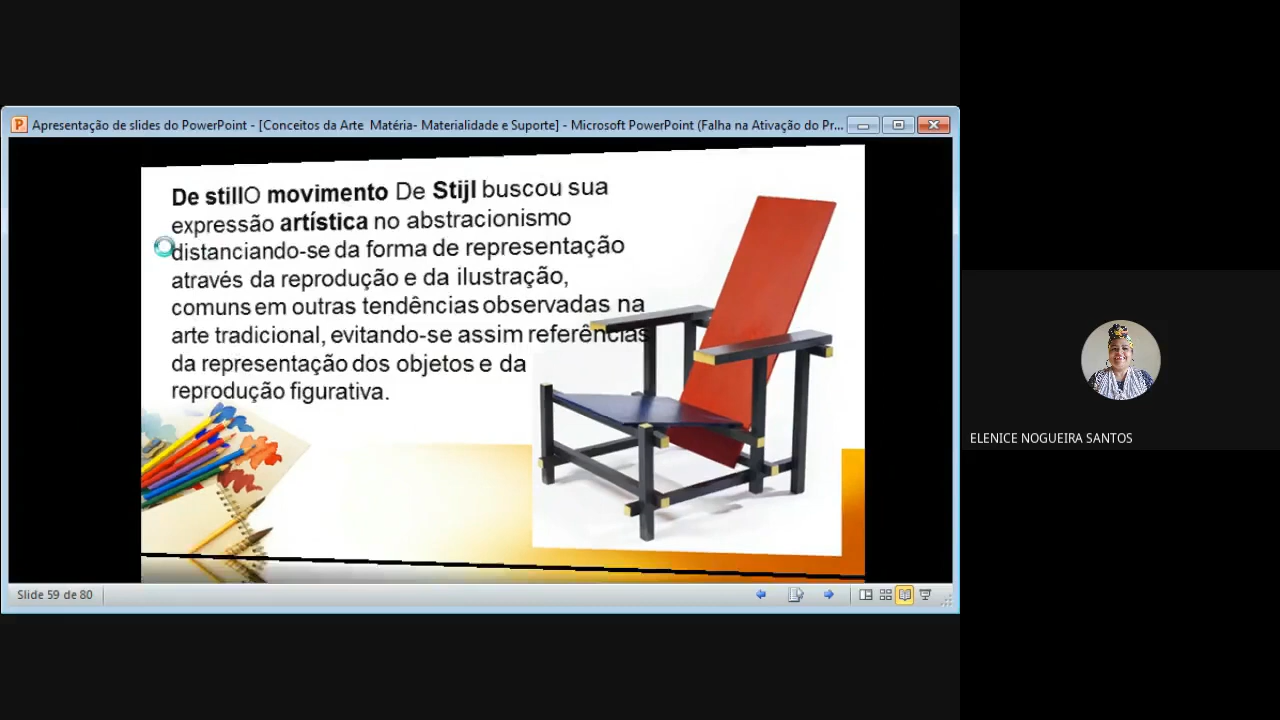 Apresentação de slides do PowerPoint - [Conceitos da Arte Matéria- Materialidade e Suporte] - Microsoft PowerPoint (Falha na Ativação do Pr...
De stillO movimento De Stijl buscou sua
expressão artística no abstracionismo
distanciando-se da forma de representação
através da reprodução e da ilustração,
comuns em outras tendências observadas na
arte tradicional, evitando-se assim referências
da representação dos objetos e da
reprodução figurativa.
ELENICE NOGUEIRA SANTOS
Slide 59 de 80